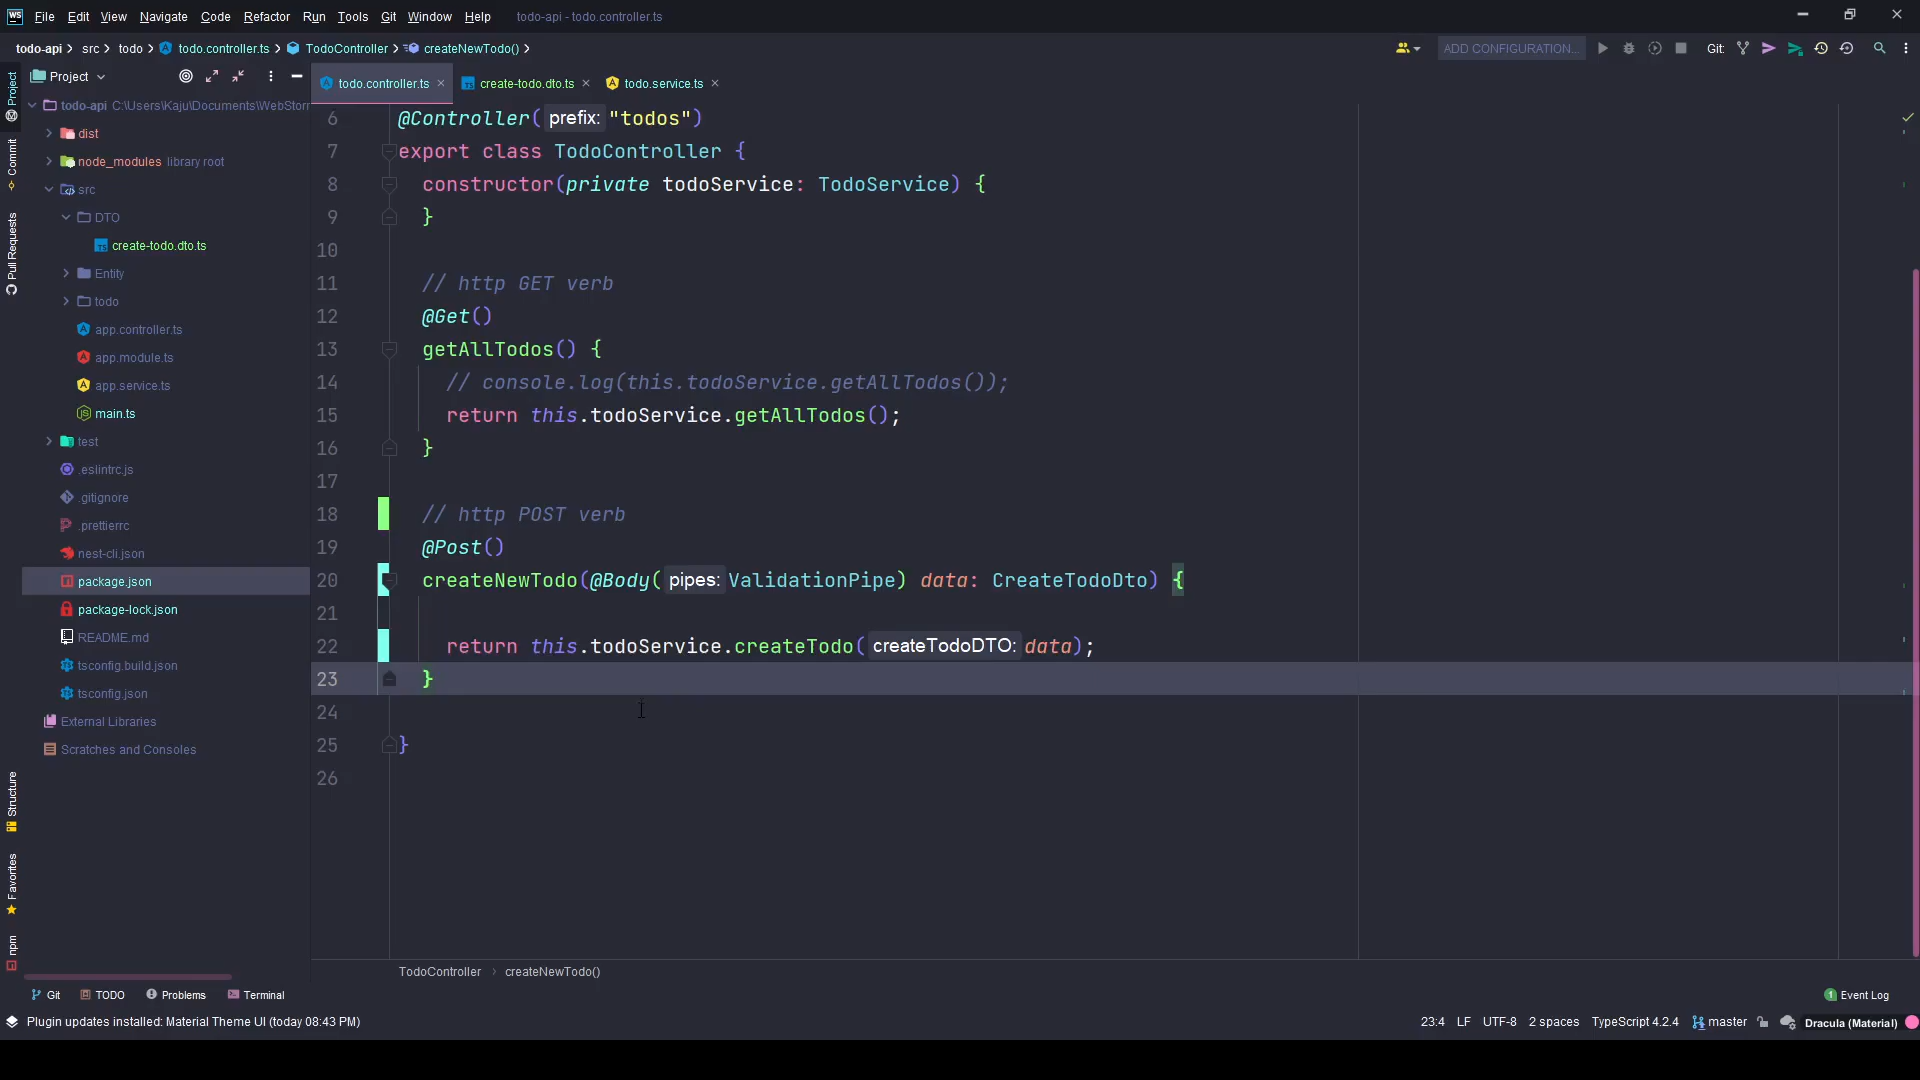 WS File Edit View Navigate Code Refactor Run Tools Git Window Help todo-api - todo.controller.ts
todo-api src todo todo.controller.ts TodoController createNewTodo() ADD CONFIGURATION... Git:
Project
todo.controller.ts create-todo.dto.ts todo.service.ts
Project
Commit
Pull Requests
Structure
Favorites
npm
todo-api C:\Users\Kaju\Documents\WebStorm
dist
node_modules library root
src
DTO
create-todo.dto.ts
Entity
todo
app.controller.ts
app.module.ts
app.service.ts
main.ts
test
.eslintrc.js
.gitignore
.prettierrc
nest-cli.json
package.json
package-lock.json
README.md
tsconfig.build.json
tsconfig.json
External Libraries
Scratches and Consoles
6 @Controller( prefix: "todos")
7 export class TodoController {
8 constructor(private todoService: TodoService) {
9 }
10
11 // http GET verb
12 @Get()
13 getAllTodos() {
14 // console.log(this.todoService.getAllTodos());
15 return this.todoService.getAllTodos();
16 }
17
18 // http POST verb
19 @Post()
20 createNewTodo(@Body( pipes: ValidationPipe) data: CreateTodoDto) {
21
22 return this.todoService.createTodo( createTodoDTO: data);
23 }
24
25 }
26
TodoController createNewTodo()
Git TODO Problems Terminal 1 Event Log
Plugin updates installed: Material Theme UI (today 08:43 PM) 23:4 LF UTF-8 2 spaces TypeScript 4.2.4 master Dracula (Material)